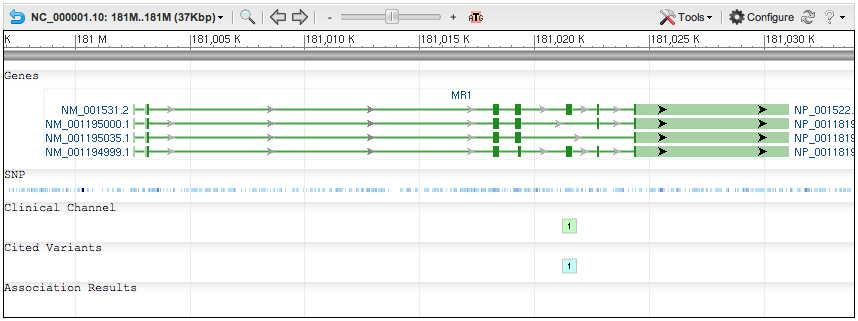 NC_000001.10: 181M..181M (37Kbp) - + ATG Tools Configure ?
K 181 M 181,005 K 181,010 K 181,015 K 181,020 K 181,025 K 181,030 K
Genes
MR1
NM_001531.2 NP_001522.
NM_001195000.1 NP_0011819
NM_001195035.1 NP_0011819
NM_001194999.1 NP_0011819
SNP
Clinical Channel
1
Cited Variants
1
Association Results